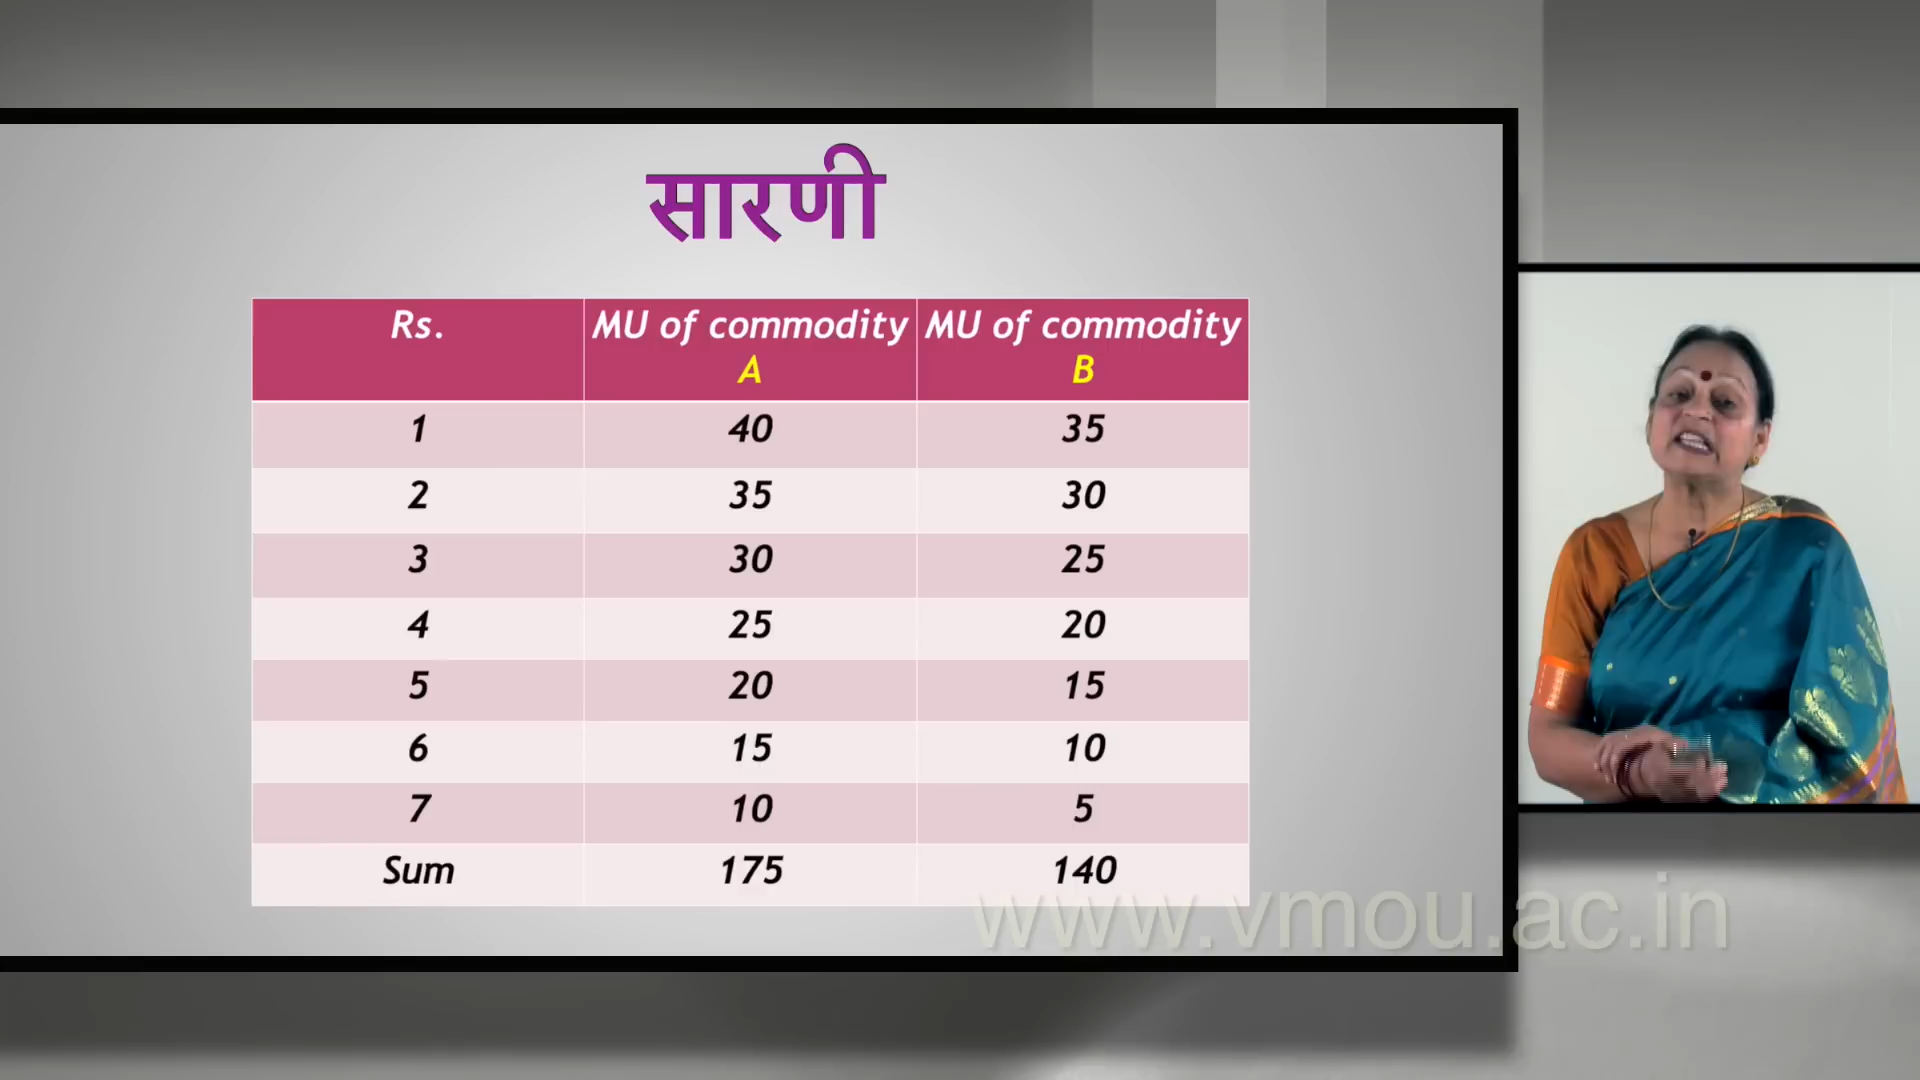 सारणी
Rs. MU of commodity A MU of commodity B
1 40 35
2 35 30
3 30 25
4 25 20
5 20 15
6 15 10
7 10 5
Sum 175 140
www.vmou.ac.in